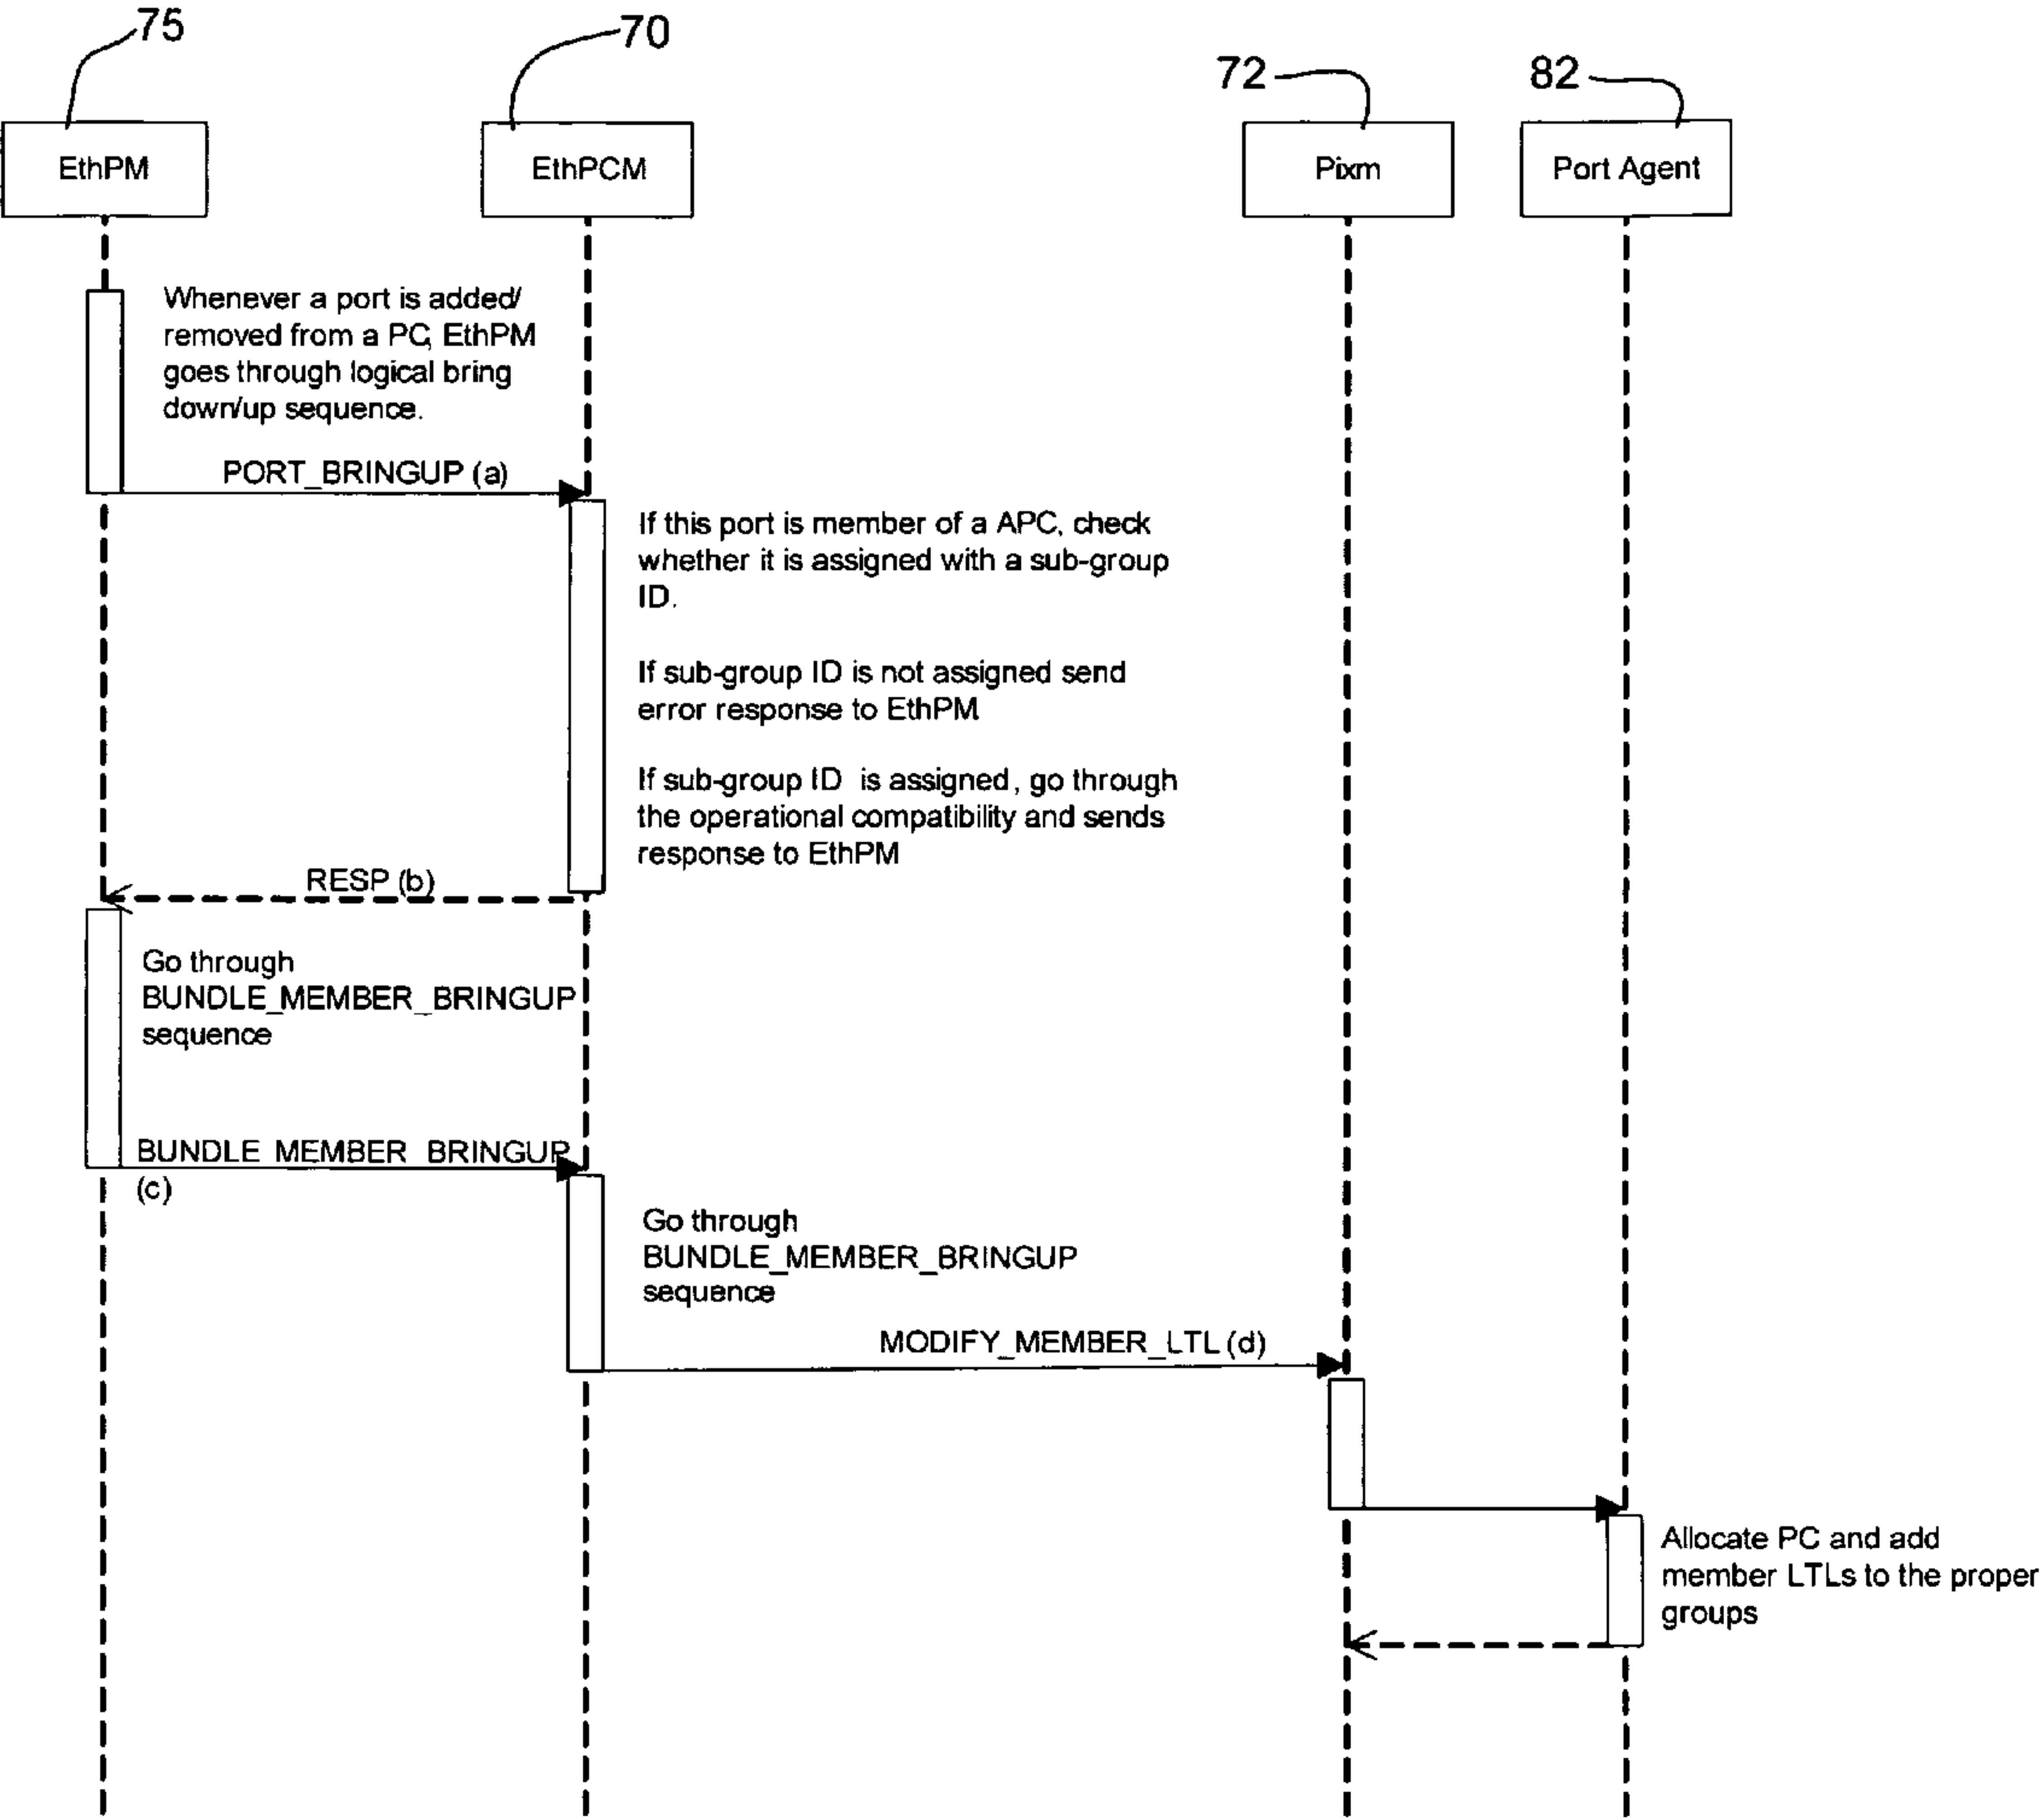 75
70
72
82
EthPM
EthPCM
Pixm
Port Agent
Whenever a port is added/
removed from a PC, EthPM
goes through logical bring
down/up sequence.
PORT_BRINGUP (a)
If this port is member of a APC, check
whether it is assigned with a sub-group
ID.
If sub-group ID is not assigned send
error response to EthPM
If sub-group ID is assigned, go through
the operational compatibility and sends
response to EthPM
RESP (b)
Go through
BUNDLE_MEMBER_BRINGUP
sequence
BUNDLE MEMBER BRINGUP
(c)
Go through
BUNDLE_MEMBER_BRINGUP
sequence
MODIFY_MEMBER_LTL (d)
Allocate PC and add
member LTLs to the proper
groups